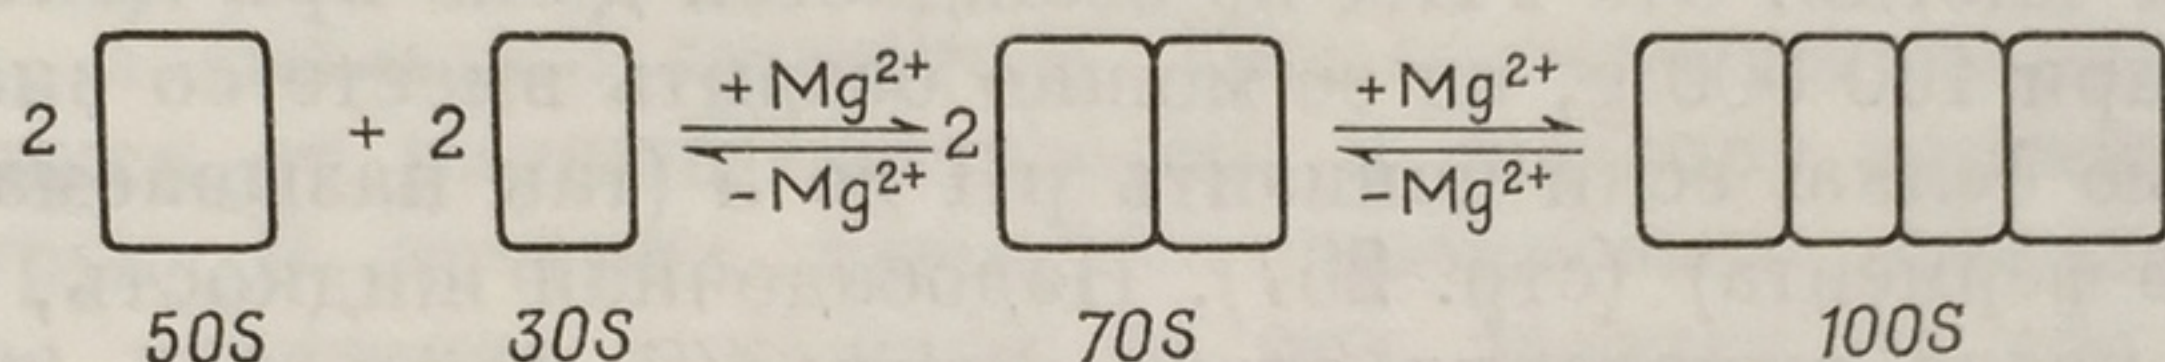 2 + 2 +Mg²⁺ 2 +Mg²⁺
-Mg²⁺ -Mg²⁺
50S 30S 70S 100S